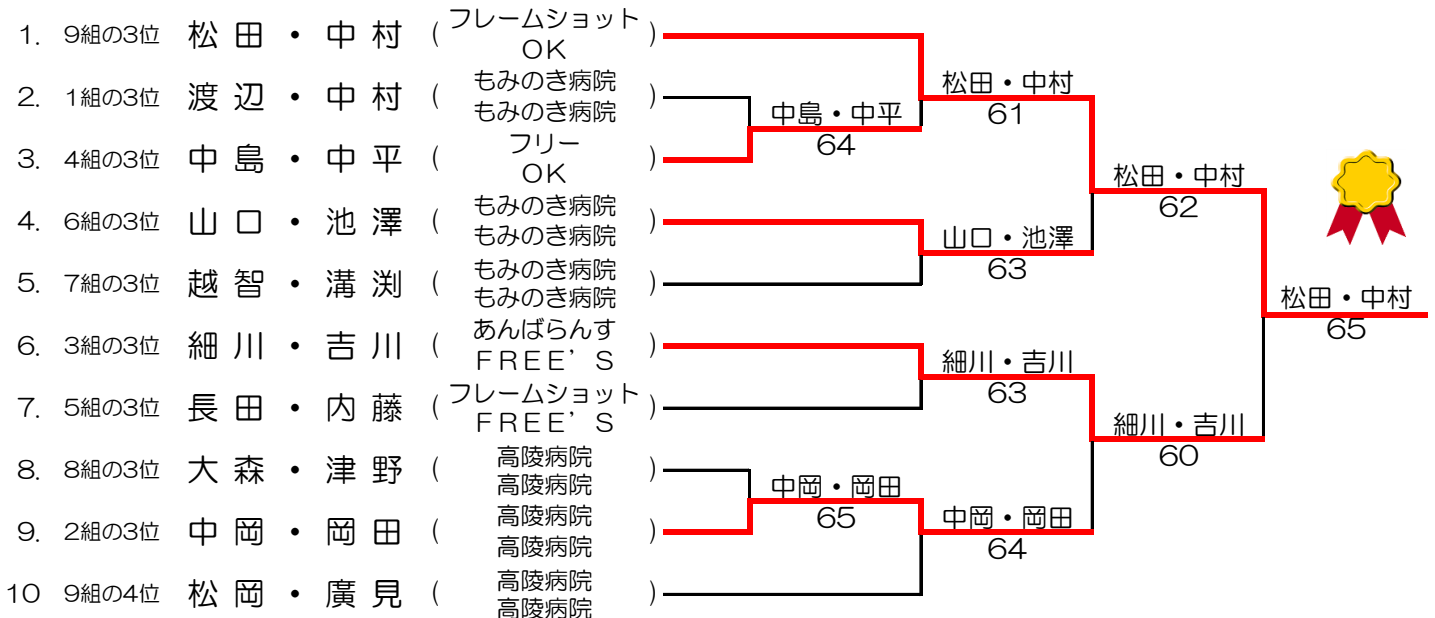 1. 9組の3位 松田・中村 (フレームショット OK)
2. 1組の3位 渡辺・中村 (もみのき病院 もみのき病院)
3. 4組の3位 中島・中平 (フリー OK)
4. 6組の3位 山口・池澤 (もみのき病院 もみのき病院)
5. 7組の3位 越智・溝渕 (もみのき病院 もみのき病院)
6. 3組の3位 細川・吉川 (あんばらんす FREE'S)
7. 5組の3位 長田・内藤 (フレームショット FREE'S)
8. 8組の3位 大森・津野 (高陵病院 高陵病院)
9. 2組の3位 中岡・岡田 (高陵病院 高陵病院)
10 9組の4位 松岡・廣見 (高陵病院 高陵病院)
中島・中平
64
中岡・岡田
65
松田・中村
61
山口・池澤
63
細川・吉川
63
中岡・岡田
64
松田・中村
62
細川・吉川
60
松田・中村
65